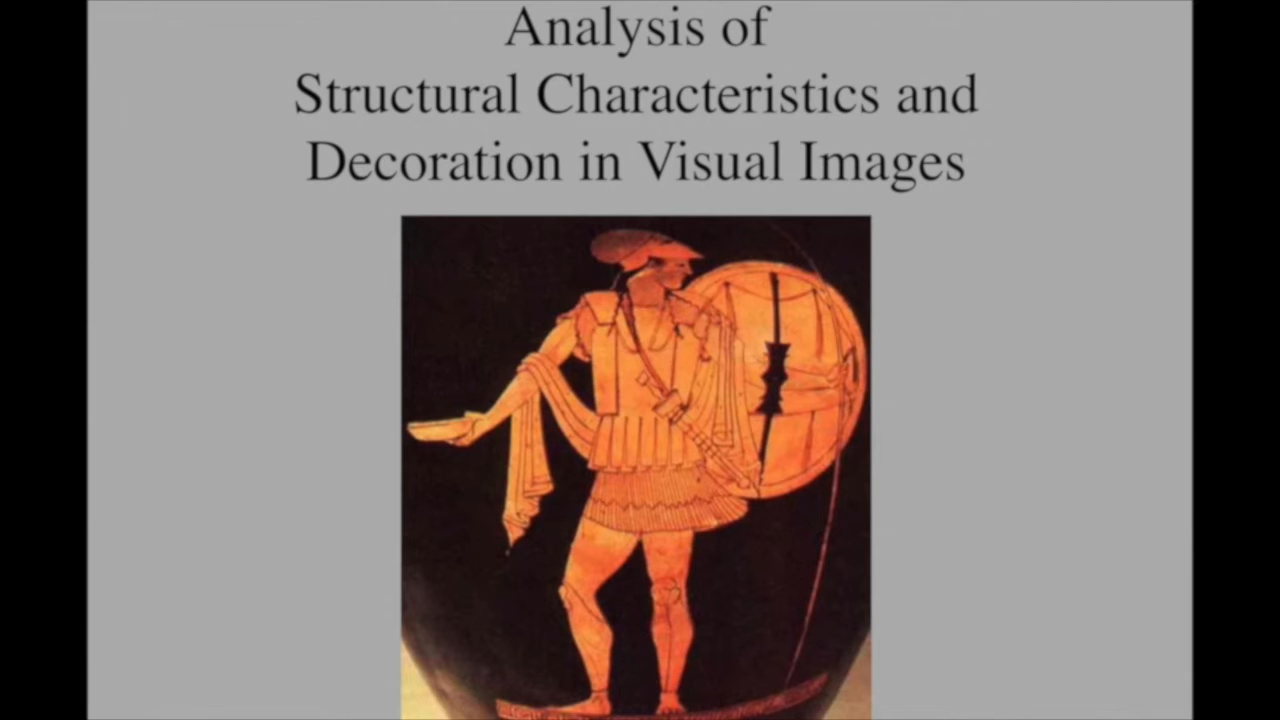 Analysis of
Structural Characteristics and
Decoration in Visual Images